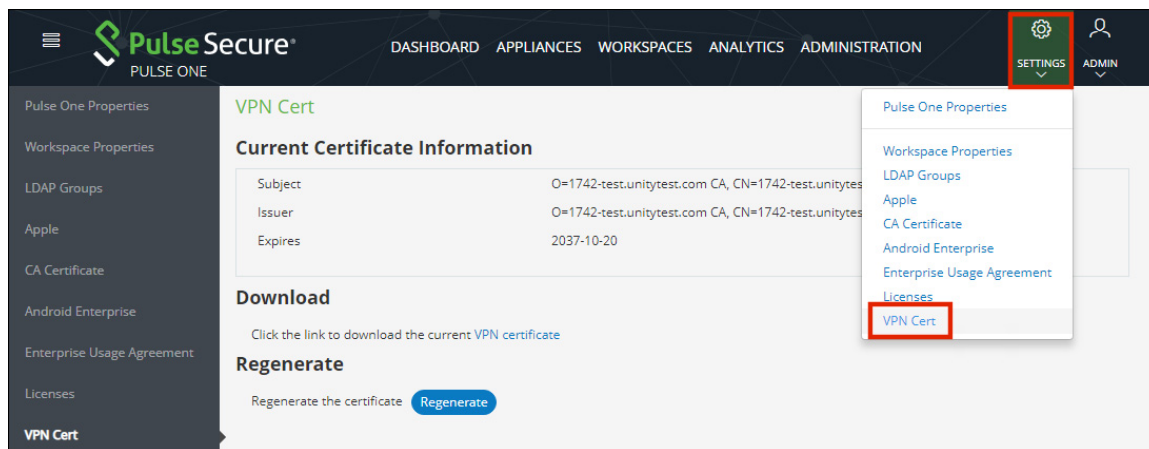 Pulse Secure®
PULSE ONE
DASHBOARD APPLIANCES WORKSPACES ANALYTICS ADMINISTRATION
SETTINGS
ADMIN
Pulse One Properties
Workspace Properties
LDAP Groups
Apple
CA Certificate
Android Enterprise
Enterprise Usage Agreement
Licenses
VPN Cert
VPN Cert
Current Certificate Information
Subject O=1742-test.unitytest.com CA, CN=1742-test.unitytes
Issuer O=1742-test.unitytest.com CA, CN=1742-test.unitytes
Expires 2037-10-20
Download
Click the link to download the current VPN certificate
Regenerate
Regenerate the certificate Regenerate
Pulse One Properties
Workspace Properties
LDAP Groups
Apple
CA Certificate
Android Enterprise
Enterprise Usage Agreement
Licenses
VPN Cert